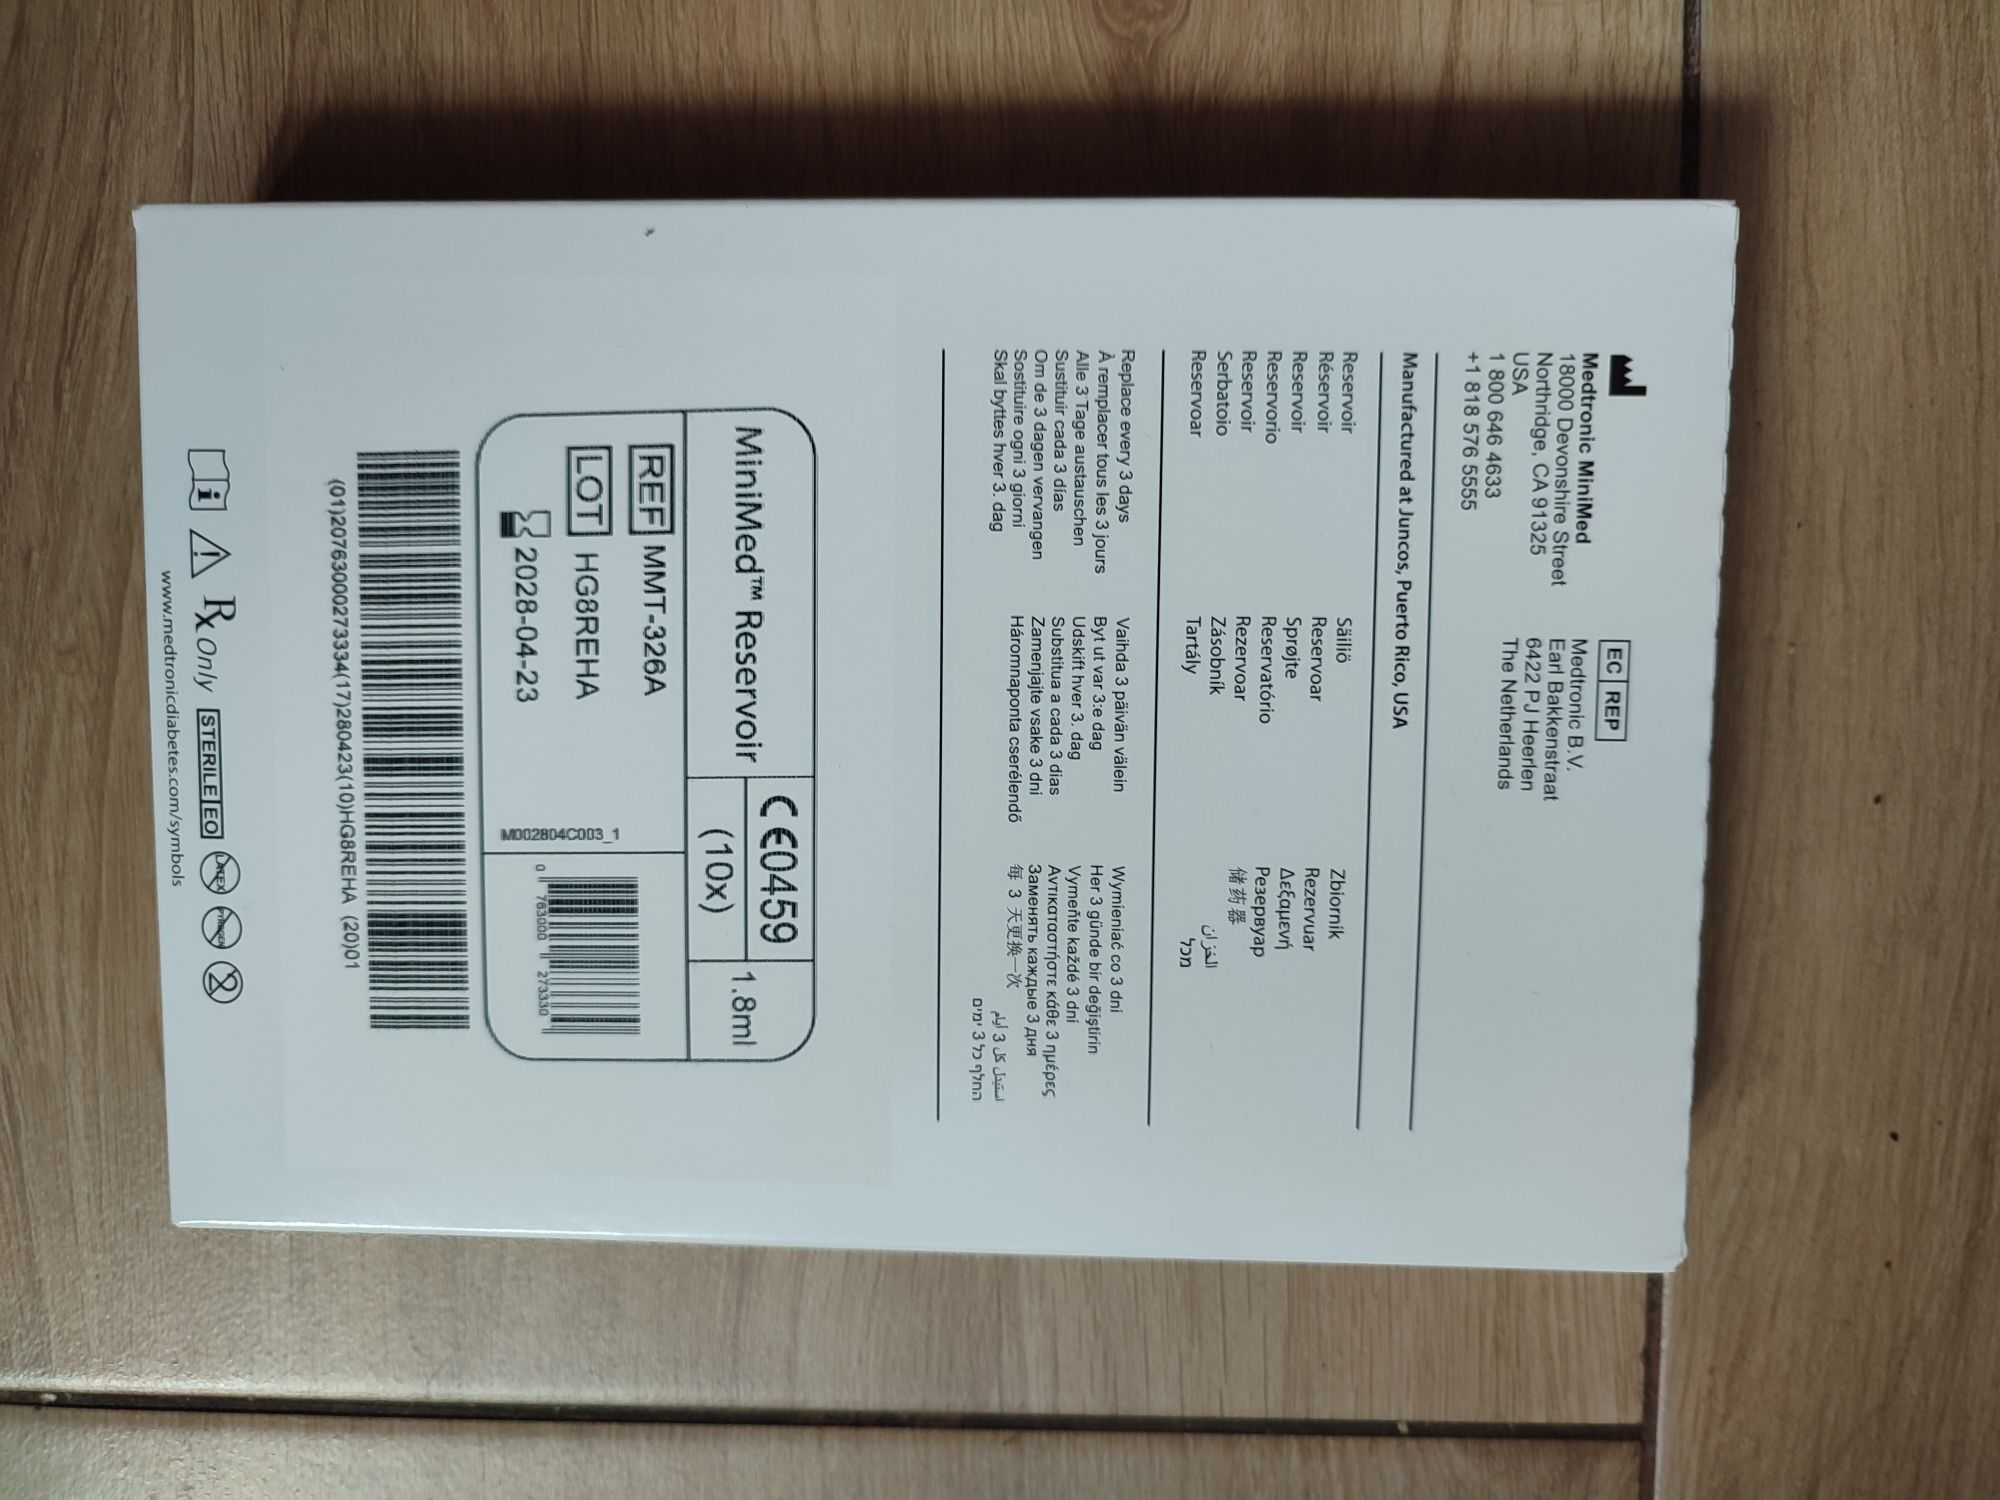 Medtronic MiniMed
18000 Devonshire Street
Northridge, CA 91325
USA
1 800 646 4633
+1 818 576 5555
EC REP
Medtronic B.V.
Earl Bakkenstraat
6422 PJ Heerlen
The Netherlands
Manufactured at Juncos, Puerto Rico, USA
Reservoir
Réservoir
Reservoir
Reservorio
Reservoir
Serbatoio
Reservoar
Säiliö
Reservoar
Sprøjte
Reservatório
Rezervoar
Zásobník
Tartály
Zbiornik
Rezervuar
Δεξαμενή
Резервуар
储药器
الخزان
מכל
Replace every 3 days
À remplacer tous les 3 jours
Alle 3 Tage austauschen
Sustituir cada 3 días
Om de 3 dagen vervangen
Sostituire ogni 3 giorni
Skal byttes hver 3. dag
Vaihda 3 päivän välein
Byt ut var 3:e dag
Udskift hver 3. dag
Substitua a cada 3 dias
Zamenjajte vsake 3 dni
Háromnaponta cserélendő
Wymieniać co 3 dni
Her 3 günde bir değiştirin
Vymeňte každé 3 dni
Αντικαταστήστε κάθε 3 ημέρες
Заменять каждые 3 дня
每 3 天更换一次
استبدل كل 3 أيام
החלף כל 3 ימים
MiniMed™ Reservoir
CE0459
(10x)
1.8ml
REF MMT-326A
LOT HG8REHA
2028-04-23
M002804C003_1
0 763000 273330
(01)20763000273334(17)280423(10)HG8REHA (20)01
Rx Only STERILE EO LATEX PYROGEN 2
www.medtronicdiabetes.com/symbols